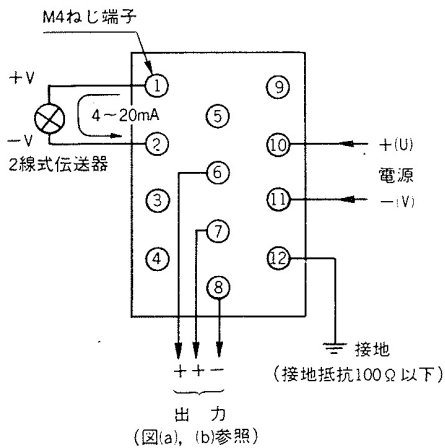 M4ねじ端子
+V
4〜20mA
-V
2線式伝送器
①
②
③
④
⑤
⑥
⑦
⑧
⑨
⑩
⑪
⑫
+(U)
電源
-(V)
接地
(接地抵抗100Ω以下)
+ + -
出 力
(図(a), (b)参照)